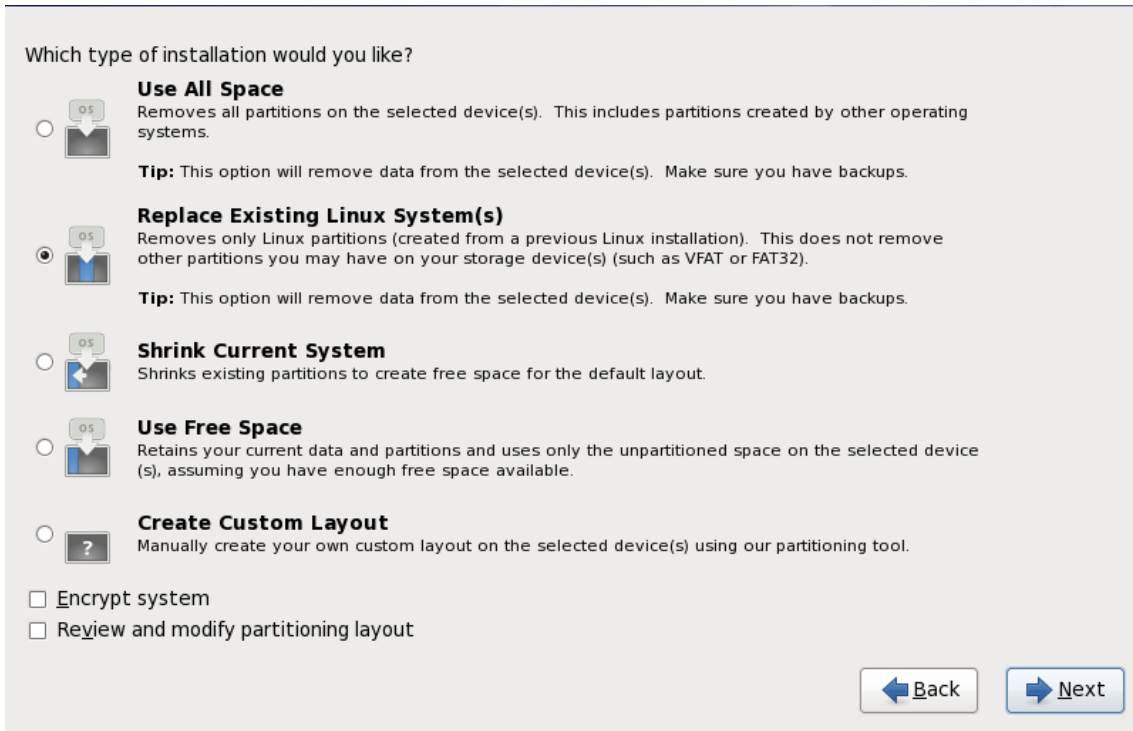 Which type of installation would you like?
OS
Use All Space
Removes all partitions on the selected device(s). This includes partitions created by other operating
systems.
Tip: This option will remove data from the selected device(s). Make sure you have backups.
OS
Replace Existing Linux System(s)
Removes only Linux partitions (created from a previous Linux installation). This does not remove
other partitions you may have on your storage device(s) (such as VFAT or FAT32).
Tip: This option will remove data from the selected device(s). Make sure you have backups.
OS
Shrink Current System
Shrinks existing partitions to create free space for the default layout.
OS
Use Free Space
Retains your current data and partitions and uses only the unpartitioned space on the selected device
(s), assuming you have enough free space available.
?
Create Custom Layout
Manually create your own custom layout on the selected device(s) using our partitioning tool.
Encrypt system
Review and modify partitioning layout
Back
Next